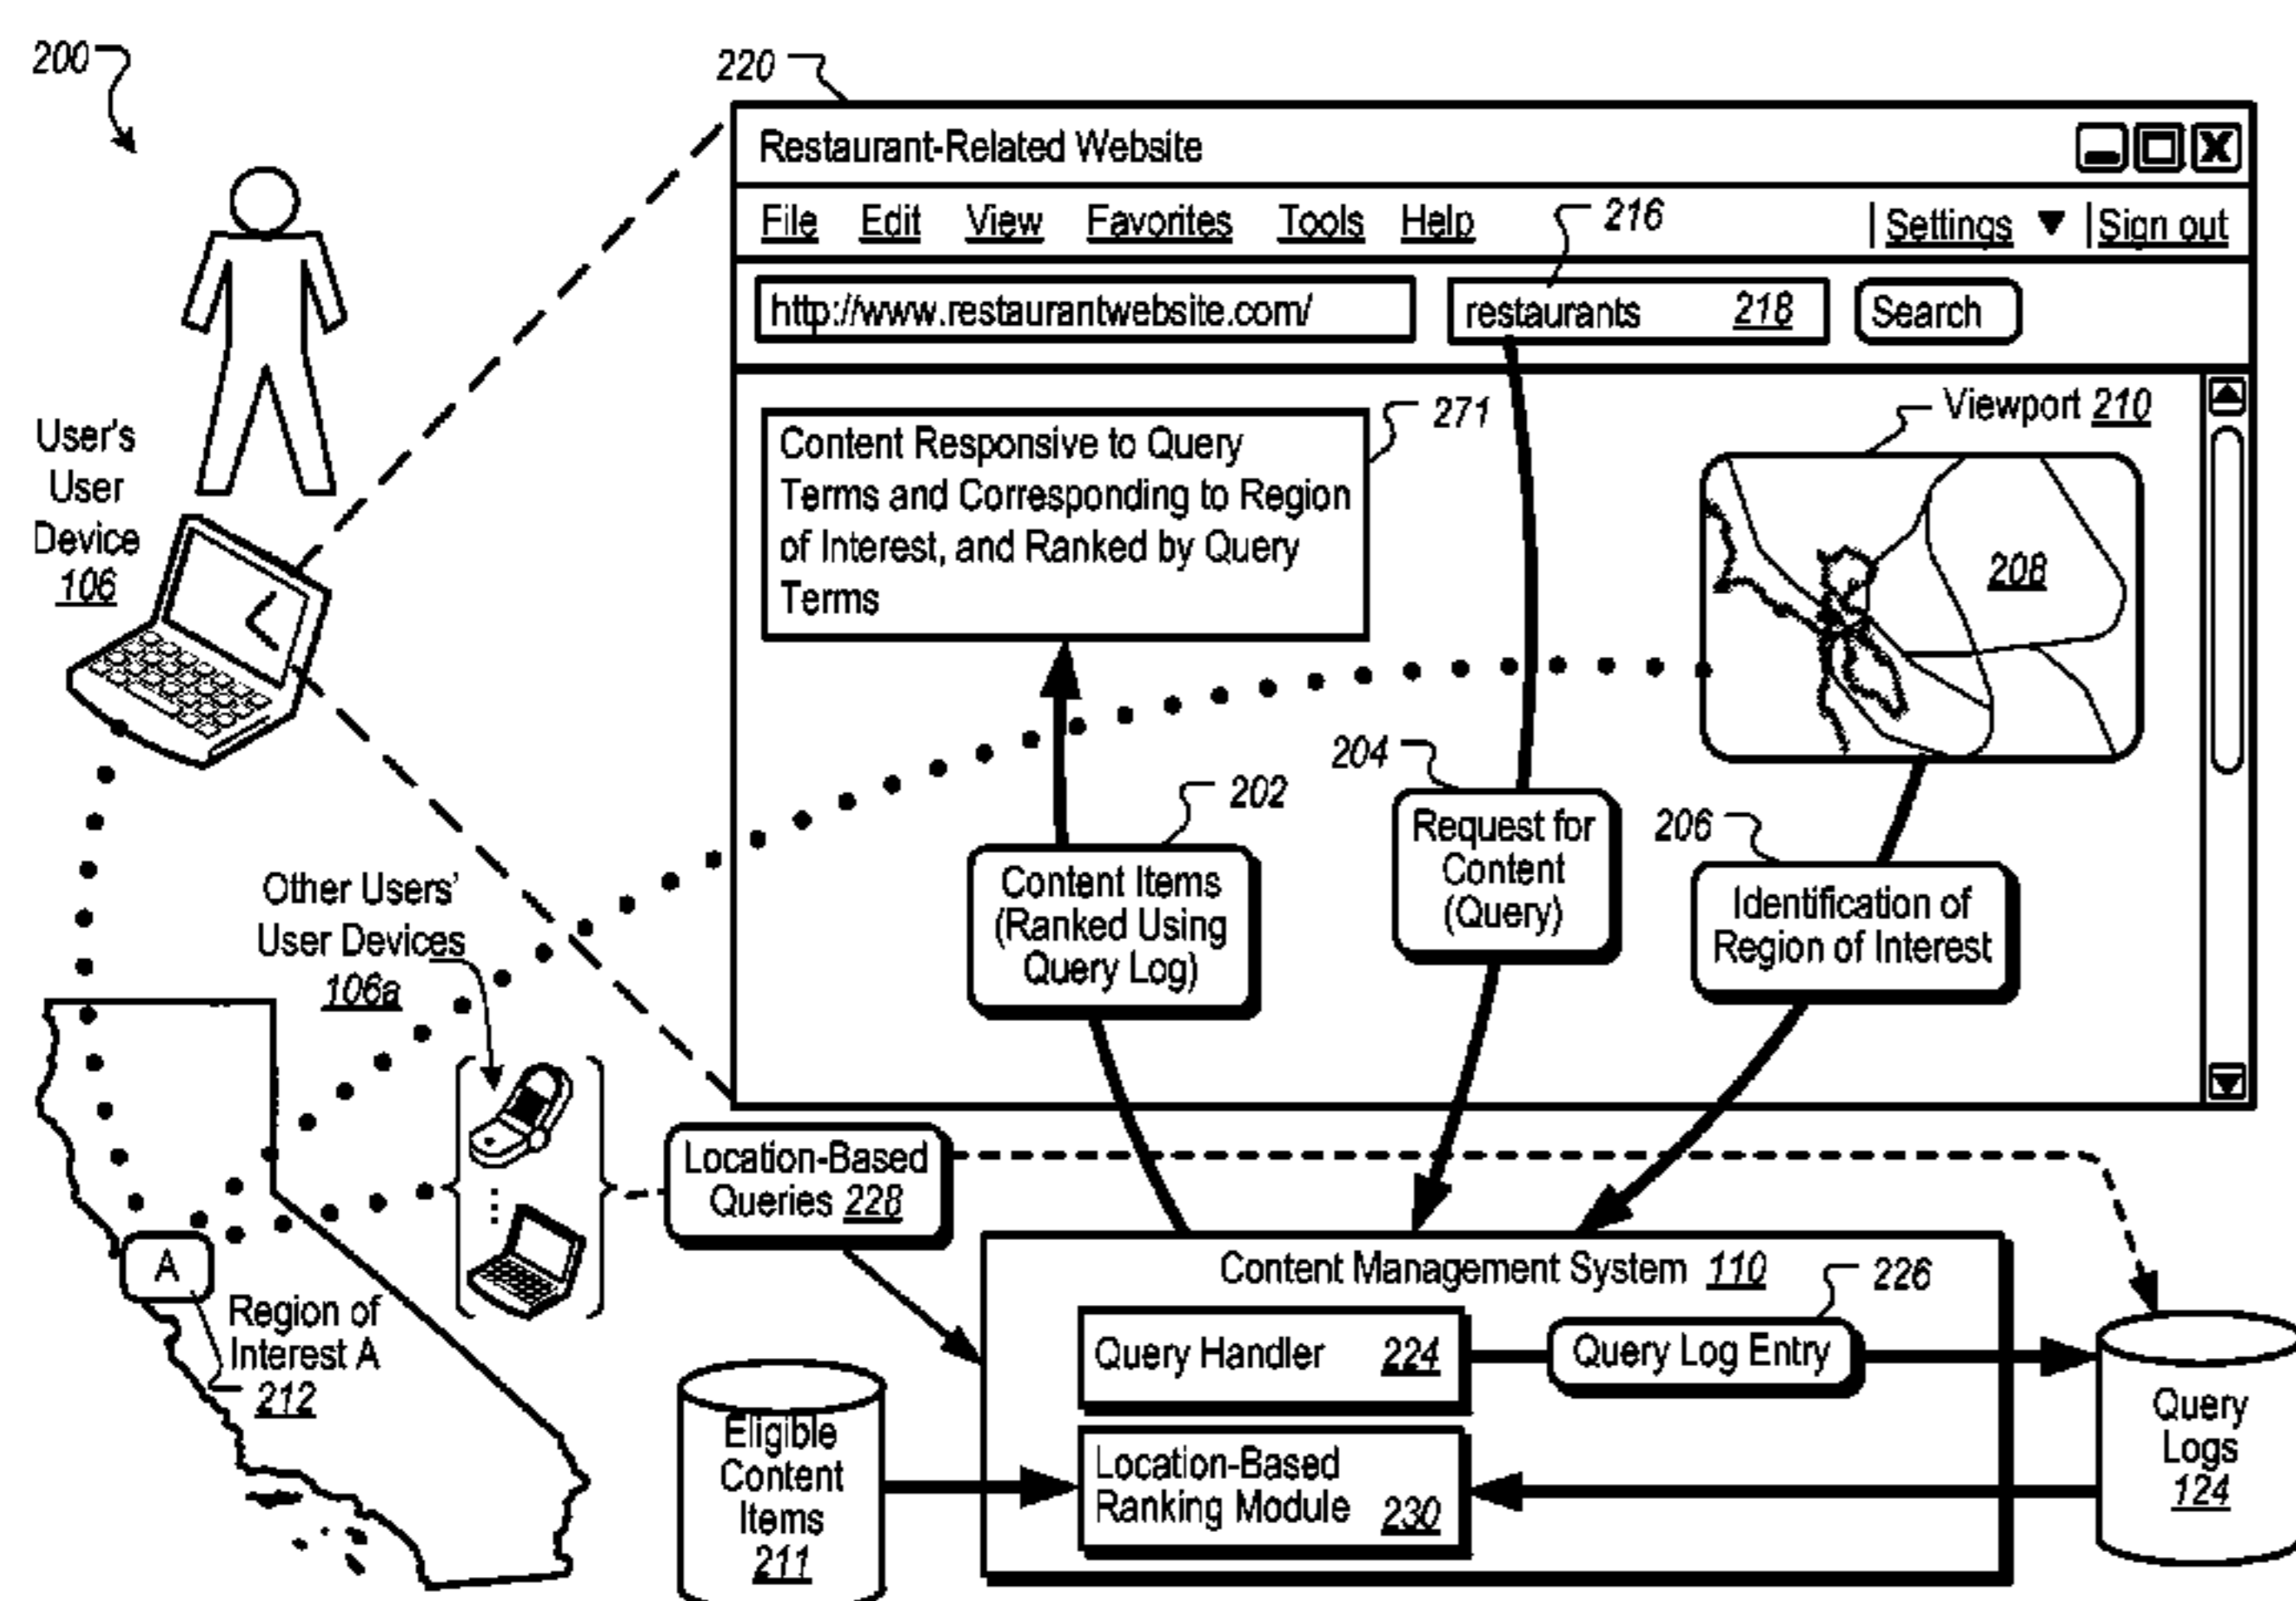 200
220
Restaurant-Related Website
File Edit View Favorites Tools Help
216
Settings ▼ | Sign out
http://www.restaurantwebsite.com/
restaurants 218
Search
271
Viewport 210
Content Responsive to Query
Terms and Corresponding to Region
of Interest, and Ranked by Query
Terms
208
User's
User
Device
106
204
202
206
Request for
Content
(Query)
Content Items
(Ranked Using
Query Log)
Identification of
Region of Interest
Other Users'
User Devices
106a
Location-Based
Queries 228
A
Region of
Interest A
212
Content Management System 110
226
Query Handler 224
Query Log Entry
Eligible
Content
Items
211
Location-Based
Ranking Module 230
Query
Logs
124